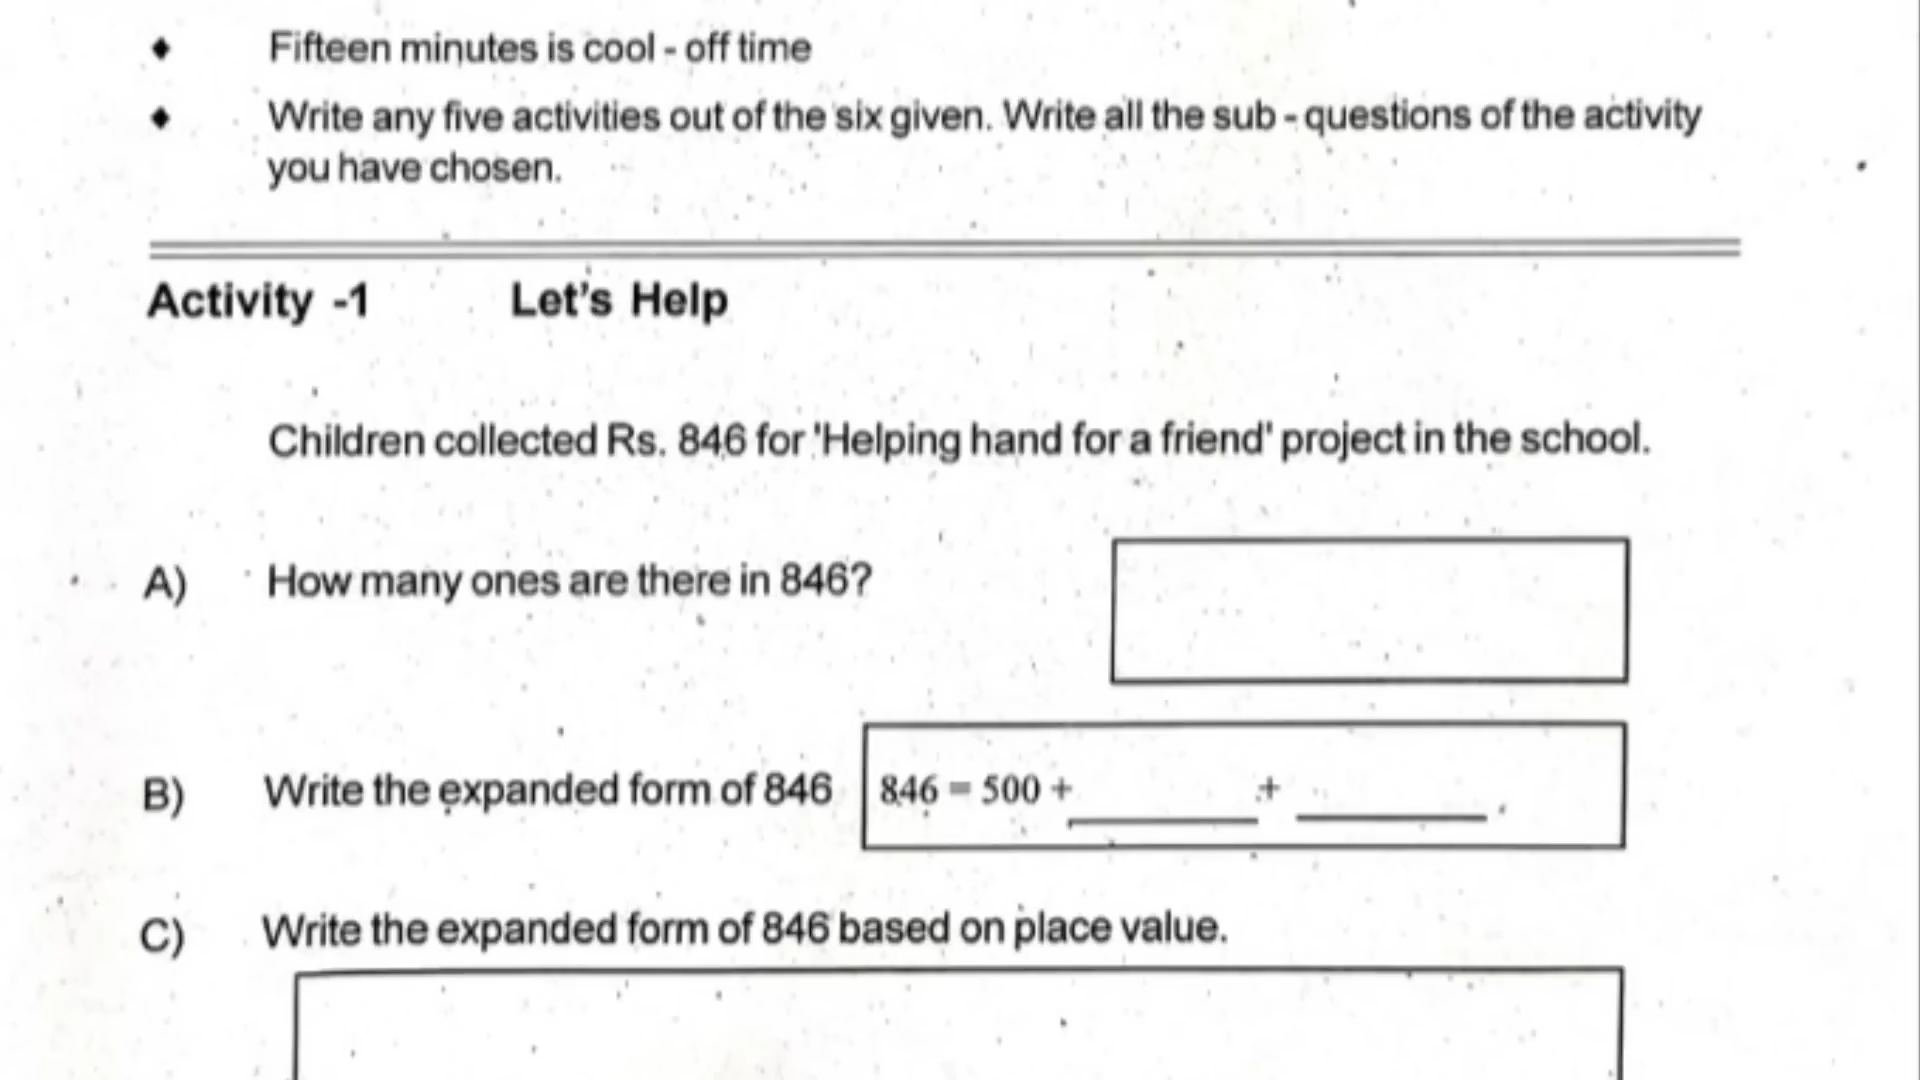 ◆ Fifteen minutes is cool - off time
◆ Write any five activities out of the six given. Write all the sub - questions of the activity
you have chosen.
Activity -1 Let's Help
Children collected Rs. 846 for 'Helping hand for a friend' project in the school.
A) How many ones are there in 846?
B) Write the expanded form of 846 846 = 500 + ________ + ________ .
C) Write the expanded form of 846 based on place value.